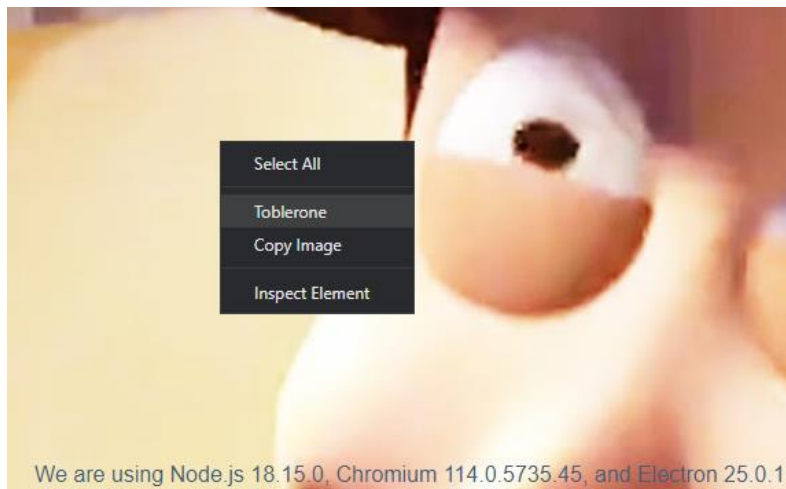 Select All
Toblerone
Copy Image
Inspect Element
We are using Node.js 18.15.0, Chromium 114.0.5735.45, and Electron 25.0.1